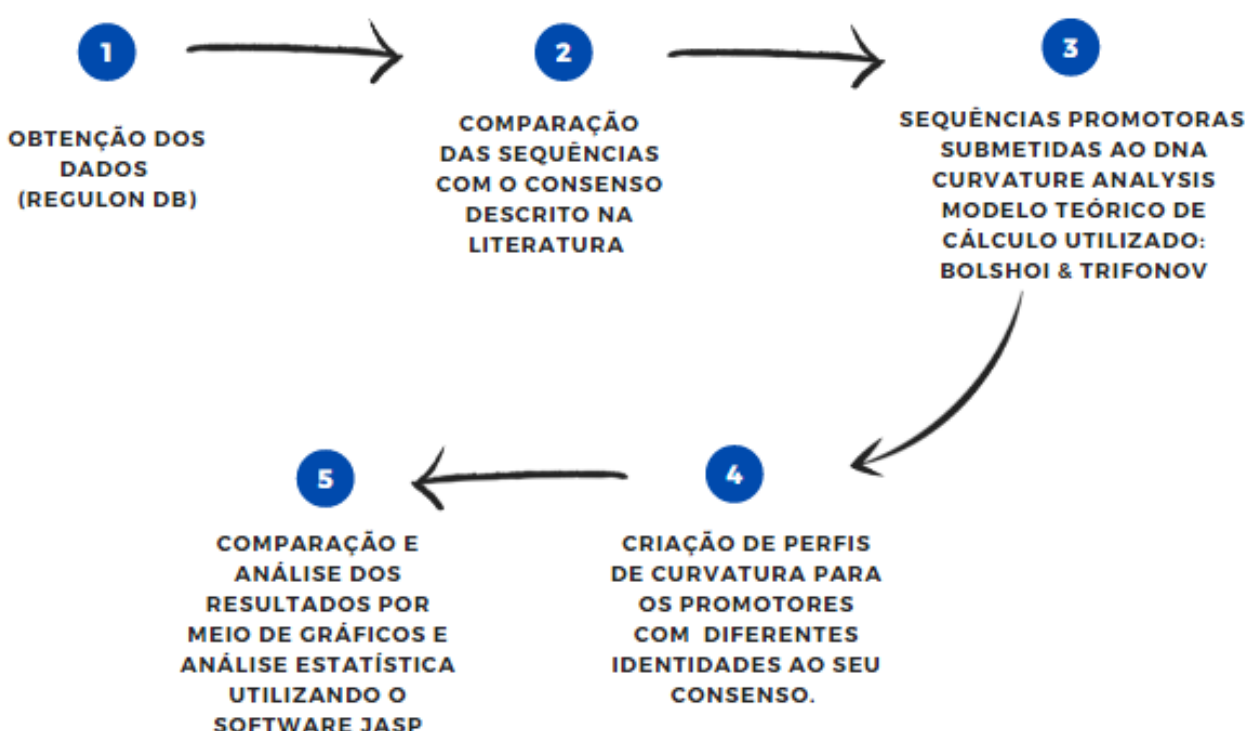 1
OBTENÇÃO DOS
DADOS
(REGULON DB)
2
COMPARAÇÃO
DAS SEQUÊNCIAS
COM O CONSENSO
DESCRITO NA
LITERATURA
3
SEQUÊNCIAS PROMOTORAS
SUBMETIDAS AO DNA
CURVATURE ANALYSIS
MODELO TEÓRICO DE
CÁLCULO UTILIZADO:
BOLSHOI & TRIFONOV
4
CRIAÇÃO DE PERFIS
DE CURVATURA PARA
OS PROMOTORES
COM DIFERENTES
IDENTIDADES AO SEU
CONSENSO.
5
COMPARAÇÃO E
ANÁLISE DOS
RESULTADOS POR
MEIO DE GRÁFICOS E
ANÁLISE ESTATÍSTICA
UTILIZANDO O
SOFTWARE JASP